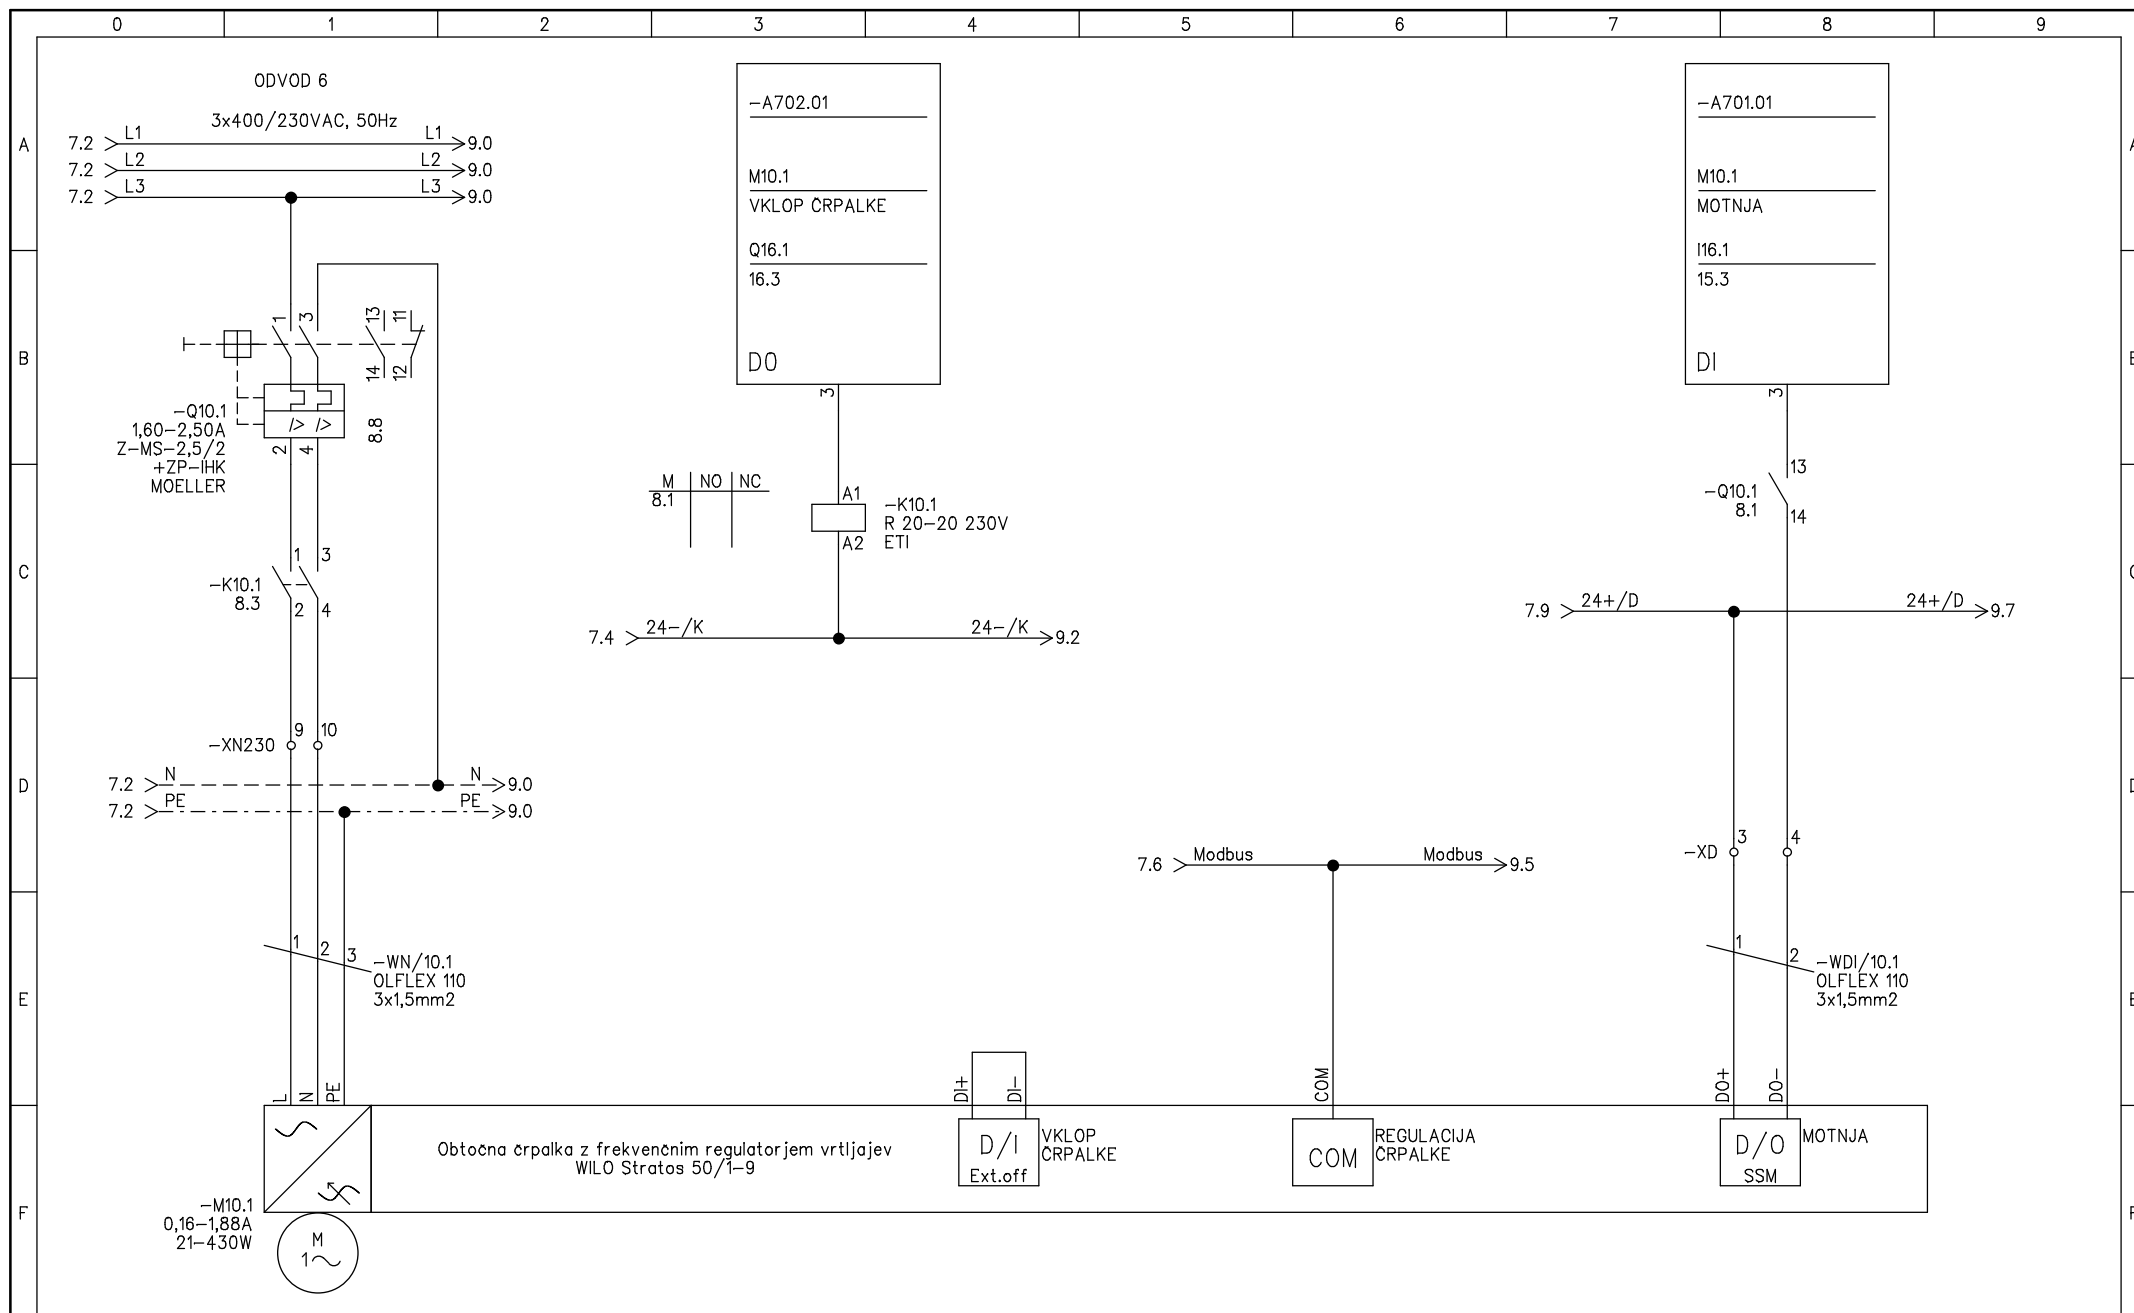 0 1 2 3 4 5 6 7 8 9
ODVOD 6
3x400/230VAC, 50Hz
A
7.2 L1 L1 9.0
7.2 L2 L2 9.0
7.2 L3 L3 9.0
-A702.01
M10.1
VKLOP ČRPALKE
Q16.1
16.3
DO
3
-A701.01
M10.1
MOTNJA
I16.1
15.3
DI
3
B
1 3 13 11
14 12
-Q10.1
1,60-2,50A
Z-MS-2,5/2
+ZP-IHK
MOELLER
I> I>
2 4
8.8
M NO NC
8.1
A1
A2
-K10.1
R 20-20 230V
ETI
13
-Q10.1
8.1
14
C
1 3
-K10.1
8.3
2 4
7.4 24-/K 24-/K 9.2
7.9 24+/D 24+/D 9.7
9 10
-XN230
D
7.2 N N 9.0
7.2 PE PE 9.0
7.6 Modbus Modbus 9.5
3 4
-XD
E
1 2 3
-WN/10.1
OLFLEX 110
3x1,5mm2
1 2
-WDI/10.1
OLFLEX 110
3x1,5mm2
L N PE
DI+ DI-
COM
DO+ DO-
F
Obtočna črpalka z frekvenčnim regulatorjem vrtljajev
WILO Stratos 50/1-9
D/I
Ext.off
VKLOP
ČRPALKE
COM
REGULACIJA
ČRPALKE
D/O
SSM
MOTNJA
-M10.1
0,16-1,88A
21-430W
M
1~